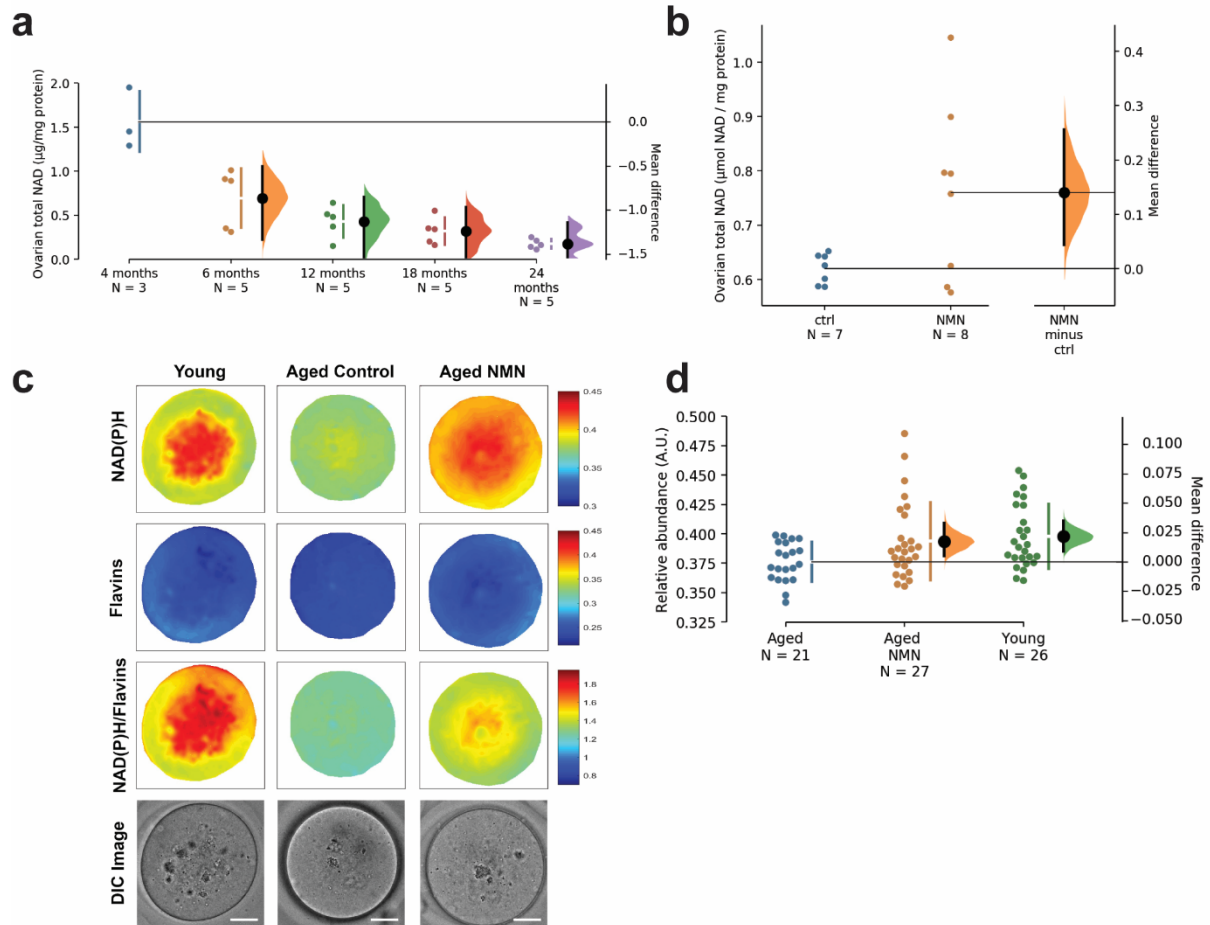 a
Ovarian total NAD (µg/mg protein)
2.0
1.5
1.0
0.5
0.0
4 months
N = 3
6 months
N = 5
12 months
N = 5
18 months
N = 5
24
months
N = 5
0.0
−0.5
−1.0
−1.5
Mean difference
b
Ovarian total NAD (µmol NAD / mg protein)
1.0
0.9
0.8
0.7
0.6
ctrl
N = 7
NMN
N = 8
NMN
minus
ctrl
0.4
0.3
0.2
0.1
0.0
Mean difference
c
Young
Aged Control
Aged NMN
NAD(P)H
0.45
0.4
0.35
0.3
Flavins
0.45
0.4
0.35
0.3
0.25
NAD(P)H/Flavins
1.8
1.6
1.4
1.2
1
0.8
DIC Image
d
Relative abundance (A.U.)
0.500
0.475
0.450
0.425
0.400
0.375
0.350
0.325
Aged
N = 21
Aged
NMN
N = 27
Young
N = 26
0.100
0.075
0.050
0.025
0.000
−0.025
−0.050
Mean difference